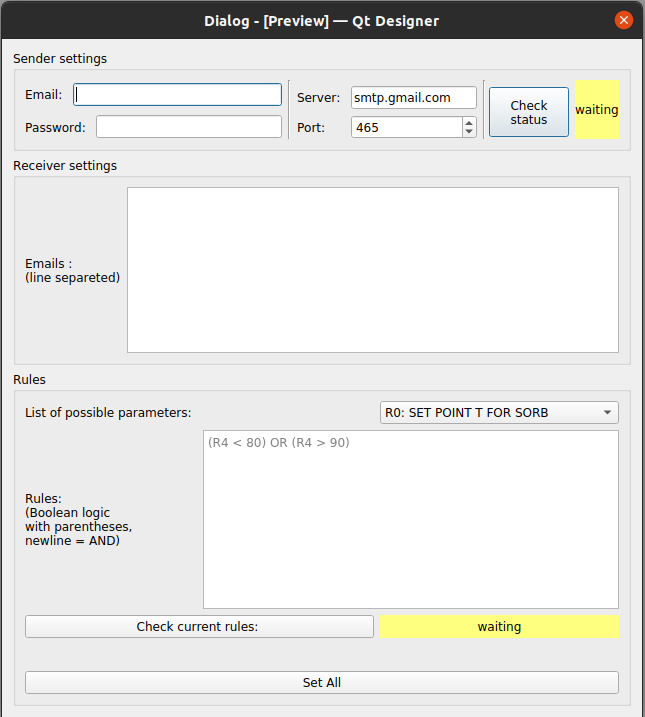 Dialog - [Preview] — Qt Designer
Sender settings
Email:
Server:
smtp.gmail.com
Check
status
waiting
Password:
Port:
465
Receiver settings
Emails :
(line separeted)
Rules
List of possible parameters:
R0: SET POINT T FOR SORB
(R4 < 80) OR (R4 > 90)
Rules:
(Boolean logic
with parentheses,
newline = AND)
Check current rules:
waiting
Set All